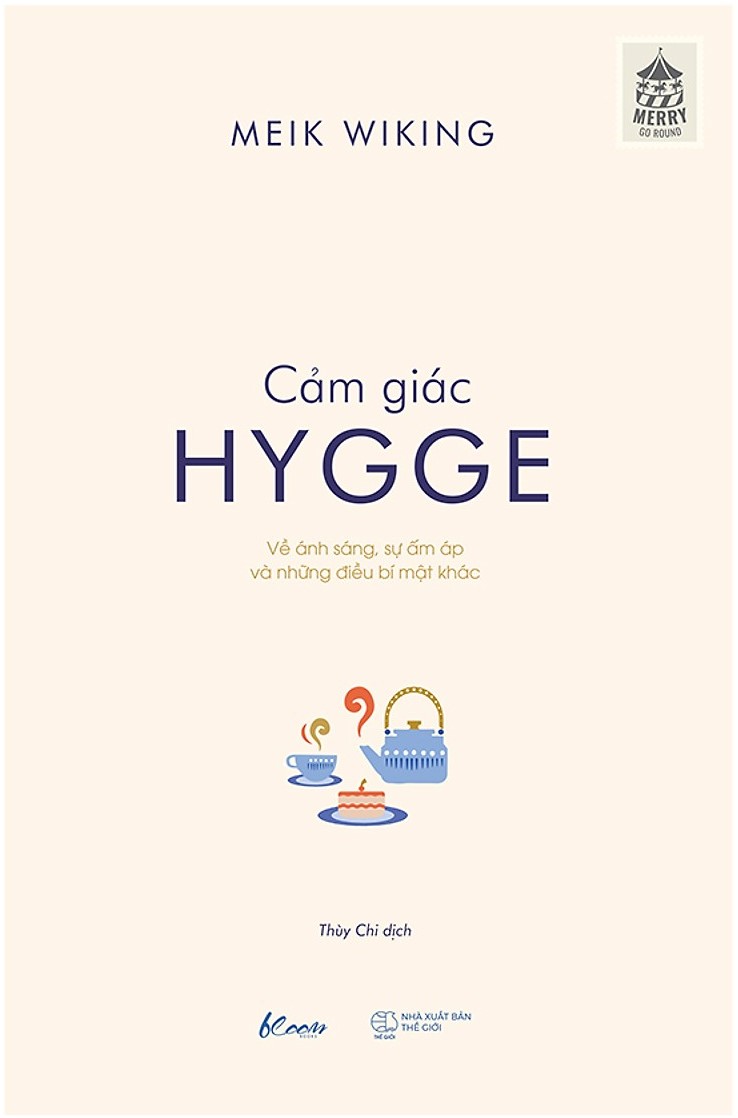 MERRY
GO ROUND
MEIK WIKING
Cảm giác
HYGGE
Về ánh sáng, sự ấm áp
và những điều bí mật khác
Thùy Chi dịch
bloom
BOOKS
THẾ GIỚI
NHÀ XUẤT BẢN
THẾ GIỚI